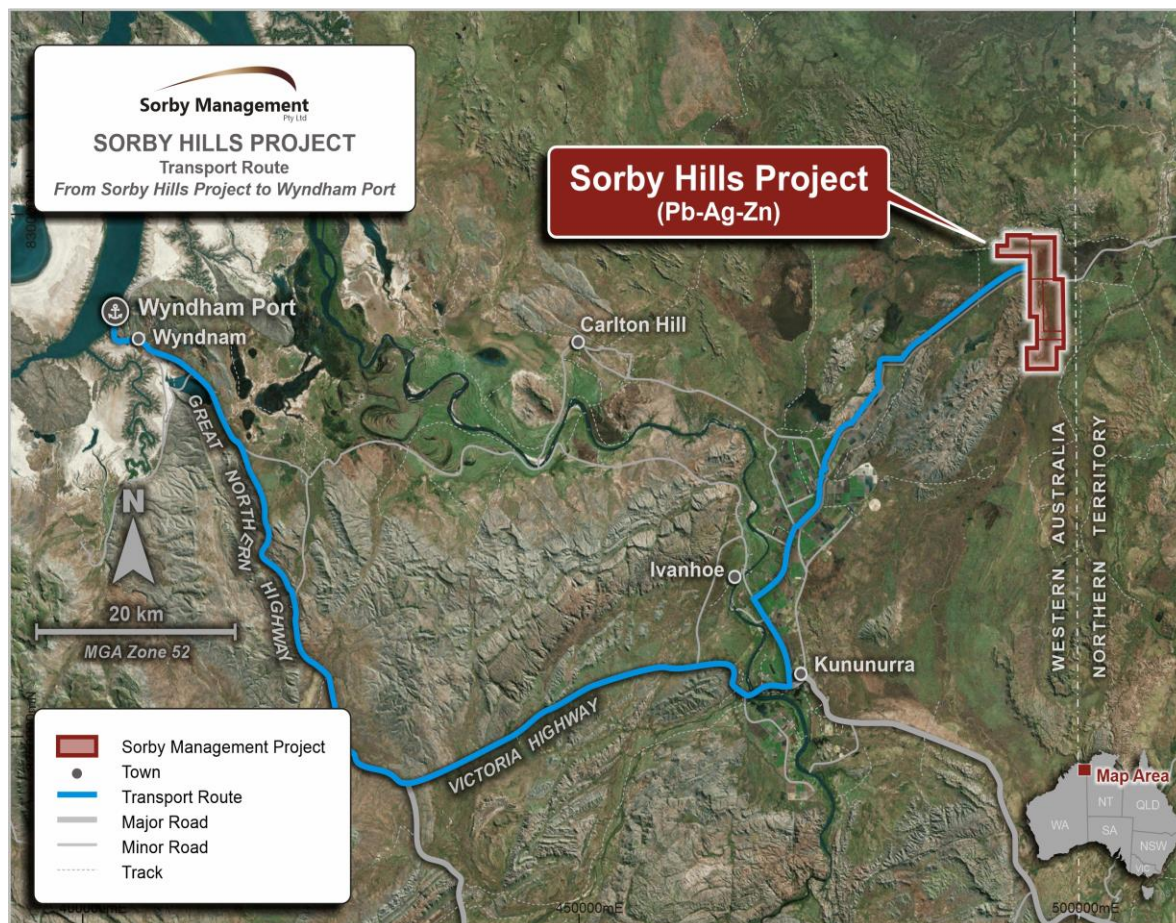 Sorby Management
Pty Ltd
SORBY HILLS PROJECT
Transport Route
From Sorby Hills Project to Wyndham Port
Sorby Hills Project
(Pb-Ag-Zn)
Wyndham Port
Wyndnam
Carlton Hill
GREAT NORTHERN HIGHWAY
WESTERN AUSTRALIA
NORTHERN TERRITORY
N
20 km
MGA Zone 52
Ivanhoe
Kununurra
VICTORIA HIGHWAY
Sorby Management Project
Town
Transport Route
Major Road
Minor Road
Track
Map Area
WA
NT
QLD
SA
NSW
VIC
450000mE
500000mE